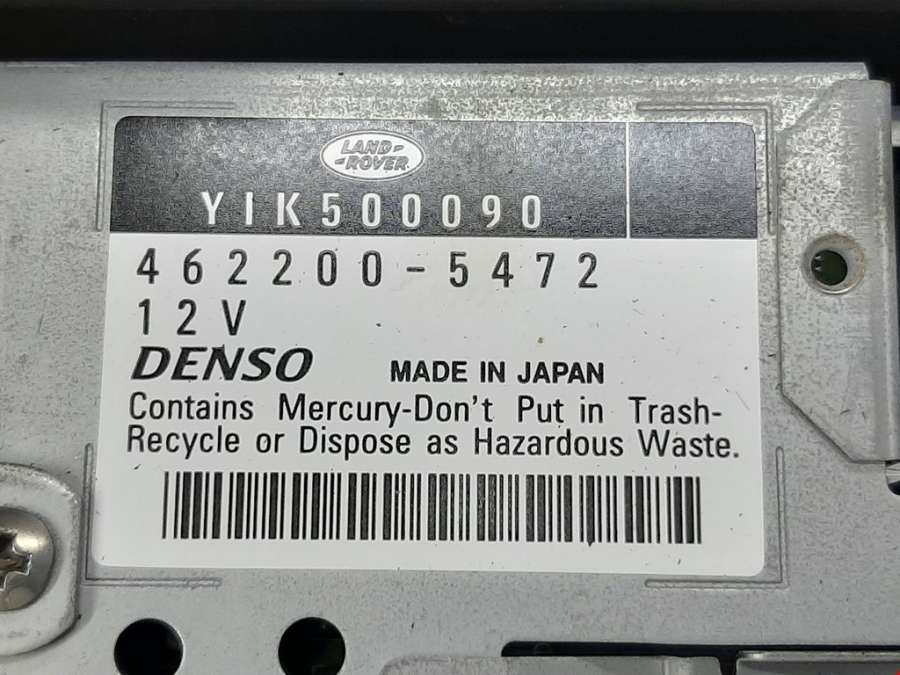 LAND-
-ROVER
YIK500090
462200-5472
12V
DENSO MADE IN JAPAN
Contains Mercury-Don't Put in Trash-
Recycle or Dispose as Hazardous Waste.